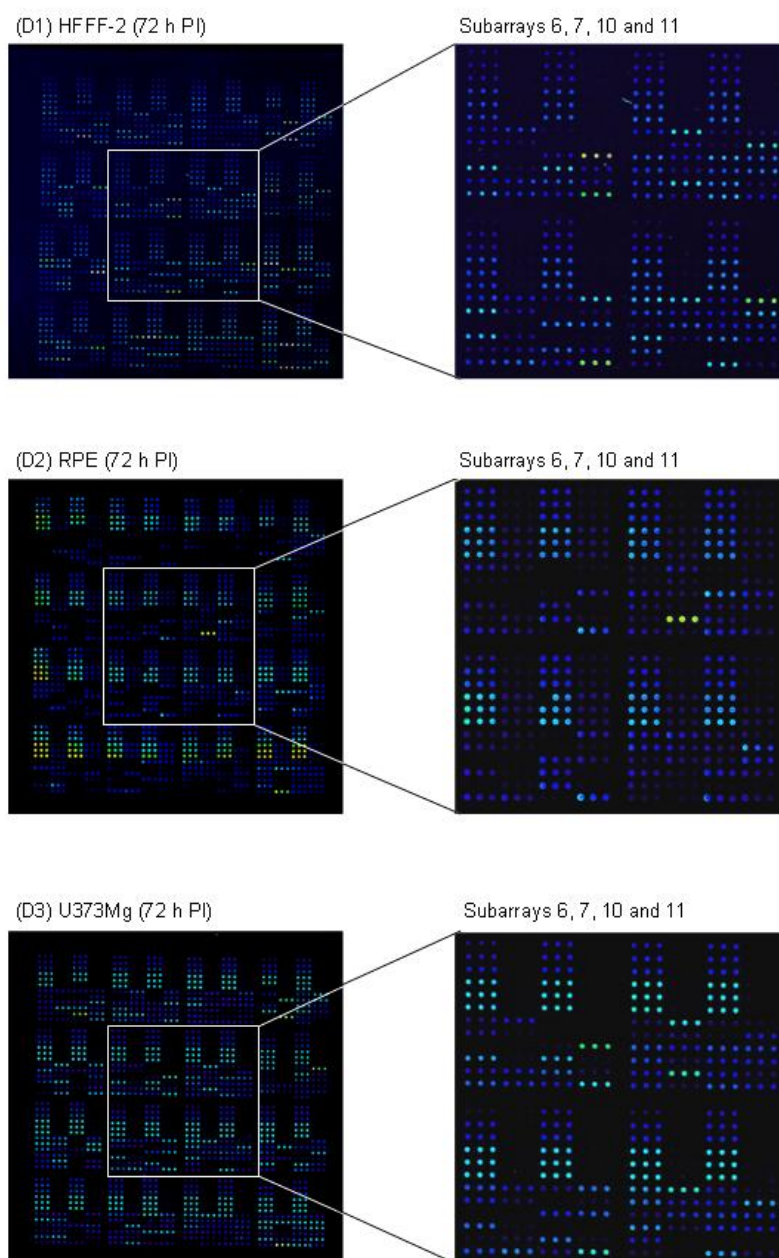 (D1) HFFF-2 (72 h PI)
Subarrays 6, 7, 10 and 11
(D2) RPE (72 h PI)
Subarrays 6, 7, 10 and 11
(D3) U373Mg (72 h PI)
Subarrays 6, 7, 10 and 11